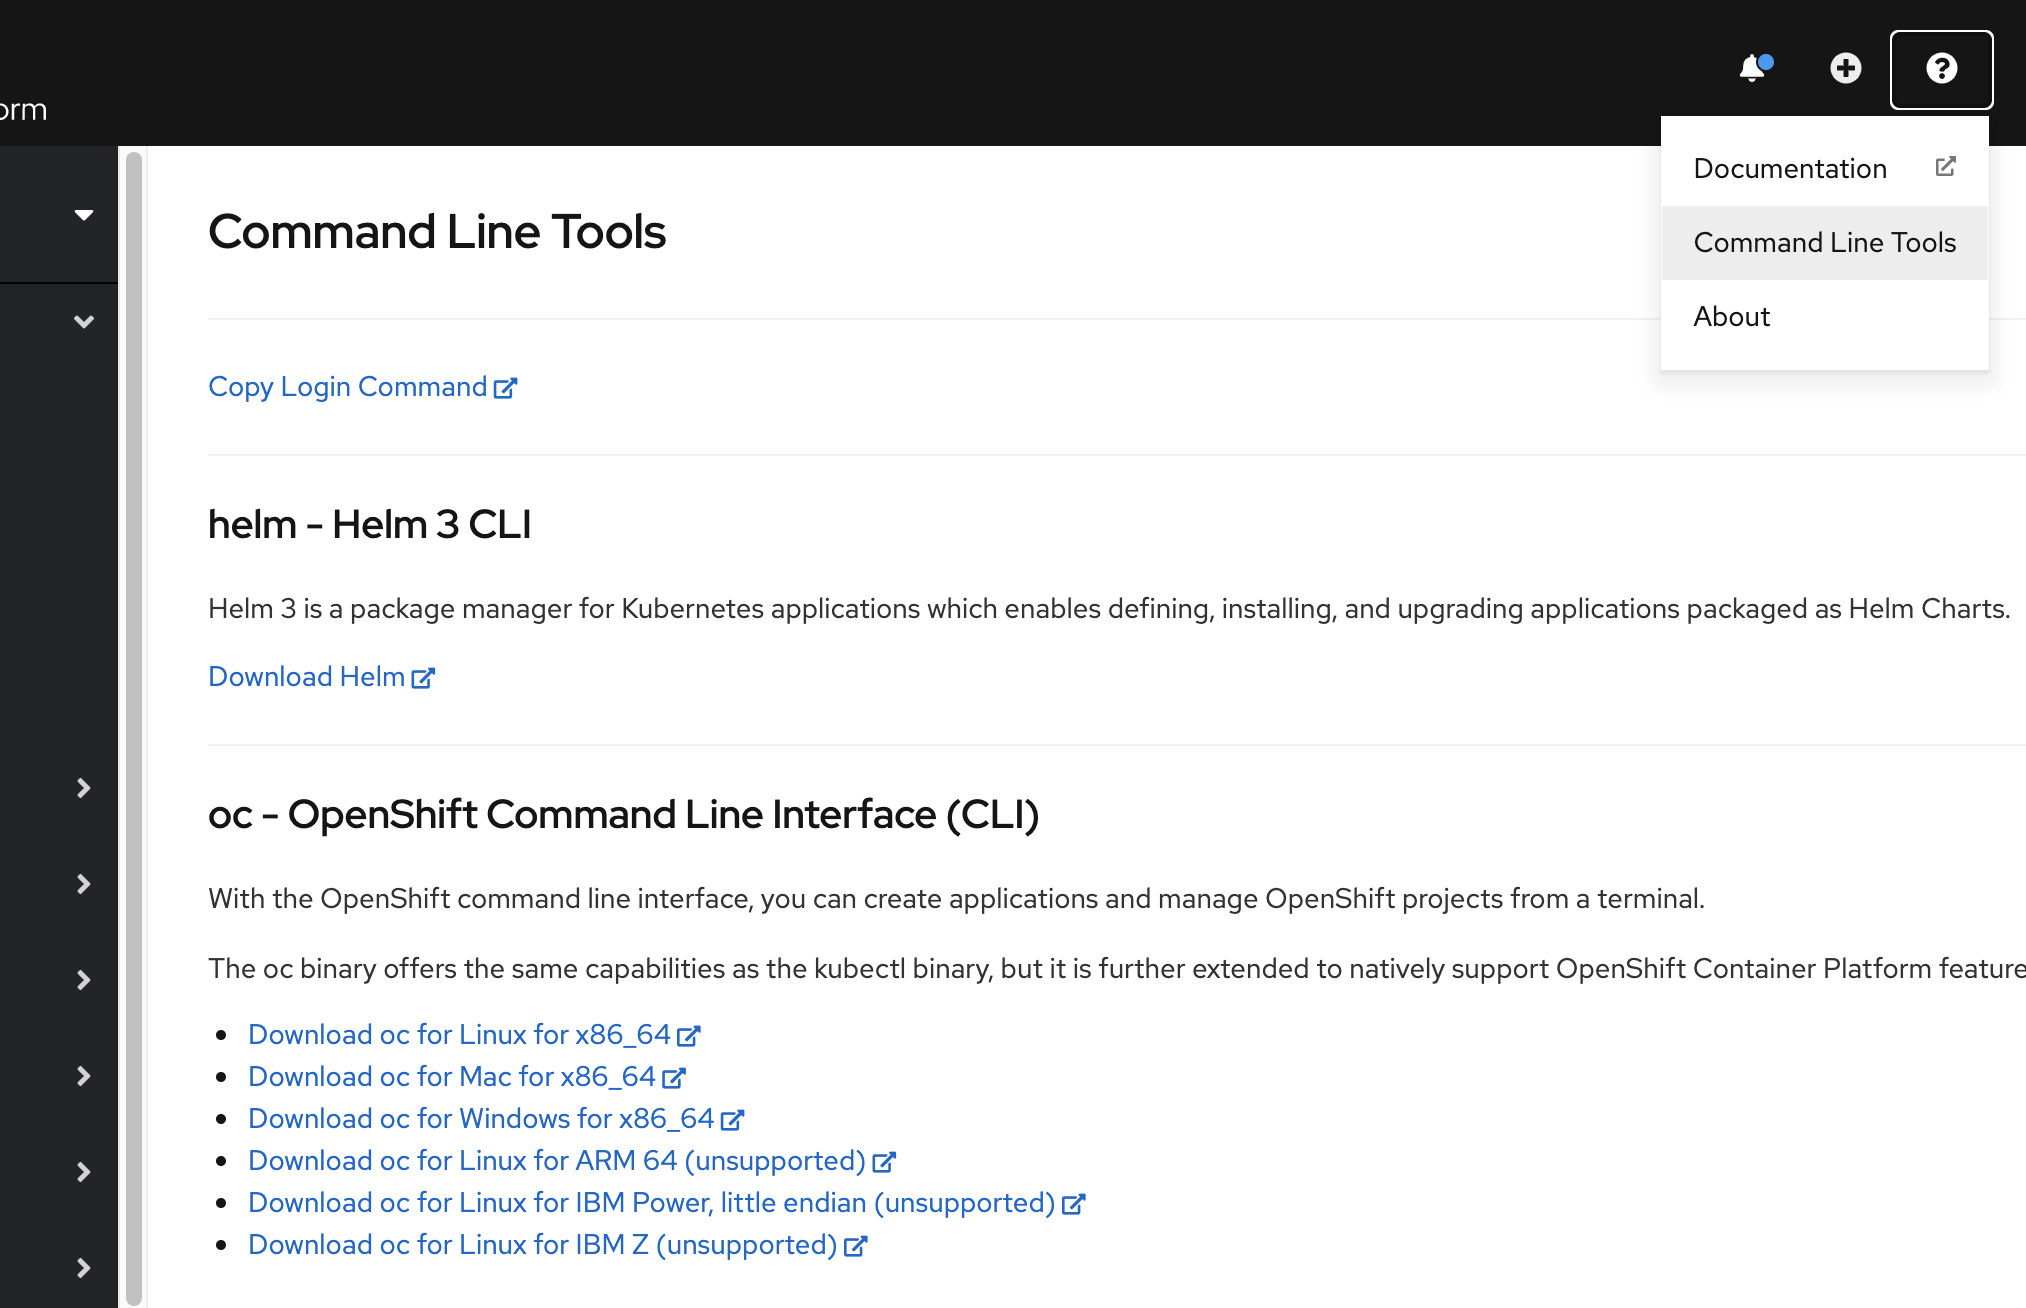 orm
Documentation
Command Line Tools
About
Command Line Tools
Copy Login Command
helm - Helm 3 CLI
Helm 3 is a package manager for Kubernetes applications which enables defining, installing, and upgrading applications packaged as Helm Charts.
Download Helm
oc - OpenShift Command Line Interface (CLI)
With the OpenShift command line interface, you can create applications and manage OpenShift projects from a terminal.
The oc binary offers the same capabilities as the kubectl binary, but it is further extended to natively support OpenShift Container Platform feature
Download oc for Linux for x86_64
Download oc for Mac for x86_64
Download oc for Windows for x86_64
Download oc for Linux for ARM 64 (unsupported)
Download oc for Linux for IBM Power, little endian (unsupported)
Download oc for Linux for IBM Z (unsupported)